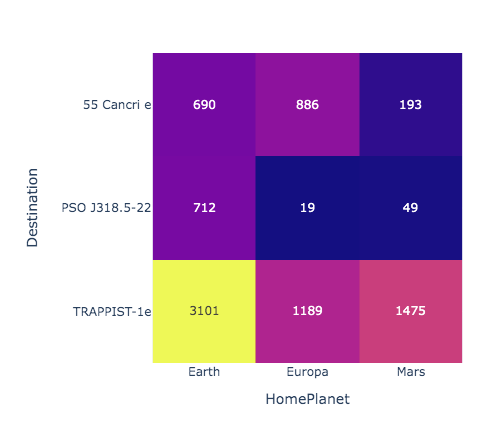 55 Cancri e 690 886 193
PSO J318.5-22 712 19 49
TRAPPIST-1e 3101 1189 1475
Earth Europa Mars
HomePlanet
Destination